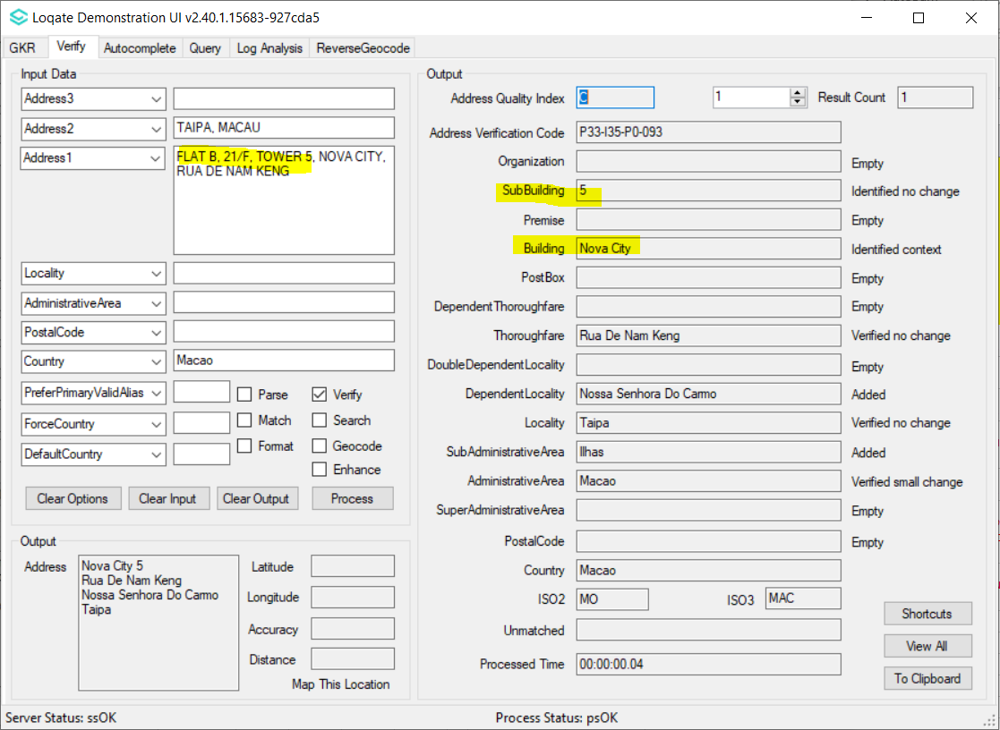 Loqate Demonstration UI v2.40.1.15683-927cda5
GKR Verify Autocomplete Query Log Analysis ReverseGeocode
Input Data
Address3
Address2 TAIPA, MACAU
Address1 FLAT B, 21/F, TOWER 5, NOVA CITY,
RUA DE NAM KENG
Locality
AdministrativeArea
PostalCode
Country Macao
PreferPrimaryValidAlias Parse Verify
ForceCountry Match Search
DefaultCountry Format Geocode
Enhance
Clear Options Clear Input Clear Output Process
Output
Address Nova City 5
Rua De Nam Keng
Nossa Senhora Do Carmo
Taipa
Latitude
Longitude
Accuracy
Distance
Map This Location
Output
Address Quality Index C 1 Result Count 1
Address Verification Code P33-I35-P0-093
Organization Empty
SubBuilding 5 Identified no change
Premise Empty
Building Nova City Identified context
PostBox Empty
DependentThoroughfare Empty
Thoroughfare Rua De Nam Keng Verified no change
DoubleDependentLocality Empty
DependentLocality Nossa Senhora Do Carmo Added
Locality Taipa Verified no change
SubAdministrativeArea Ilhas Added
AdministrativeArea Macao Verified small change
SuperAdministrativeArea Empty
PostalCode Empty
Country Macao
ISO2 MO ISO3 MAC
Unmatched
Processed Time 00:00:00.04
Shortcuts
View All
To Clipboard
Server Status: ssOK Process Status: psOK